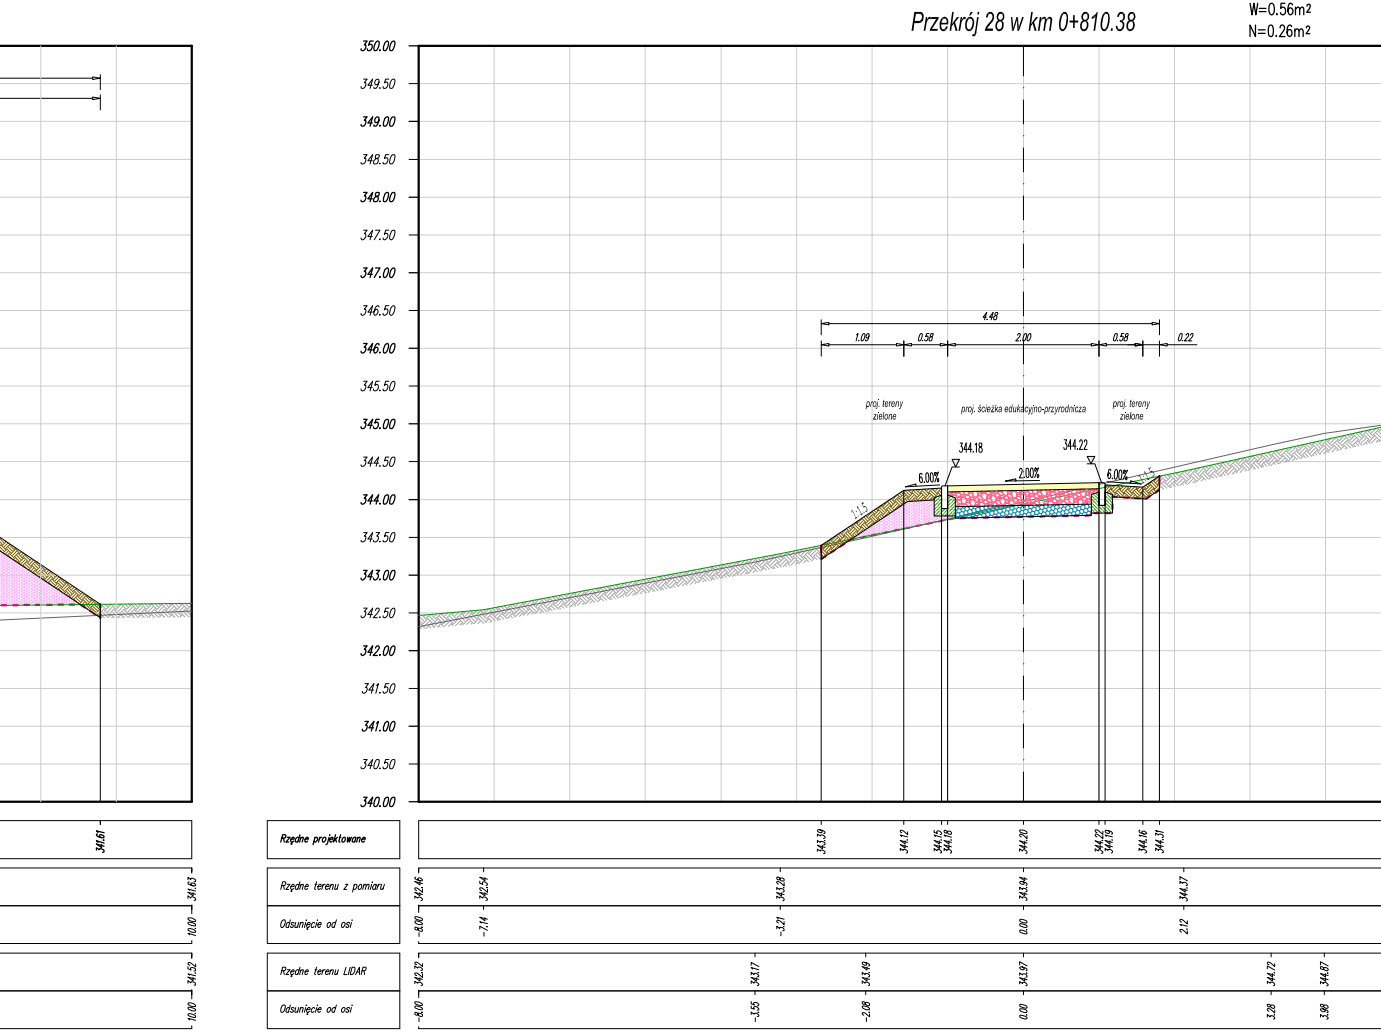 Przekrój 28 w km 0+810.38
W=0.56m²
N=0.26m²
350.00
349.50
349.00
348.50
348.00
347.50
347.00
346.50
346.00
345.50
345.00
344.50
344.00
343.50
343.00
342.50
342.00
341.50
341.00
340.50
340.00
4.48
1.09 0.58 2.00 0.58 0.22
proj. tereny
zielone
proj. ścieżka edukacyjno-przyrodnicza
proj. tereny
zielone
344.18
344.22
6.00% 2.00% 6.00%
1:1.5
1:1.5
341.61
Rzędne projektowane
343.39 344.12 344.15 344.18 344.20 344.22 344.19 344.16 344.31
341.63
Rzędne terenu z pomiaru
342.46 342.54 343.28 343.94 344.37
10.00
Odsunięcie od osi
-8.00 -7.14 -3.21 0.00 2.12
341.52
Rzędne terenu LIDAR
342.32 343.17 343.49 343.97 344.72 344.87
10.00
Odsunięcie od osi
-8.00 -3.55 -2.08 0.00 3.28 3.98